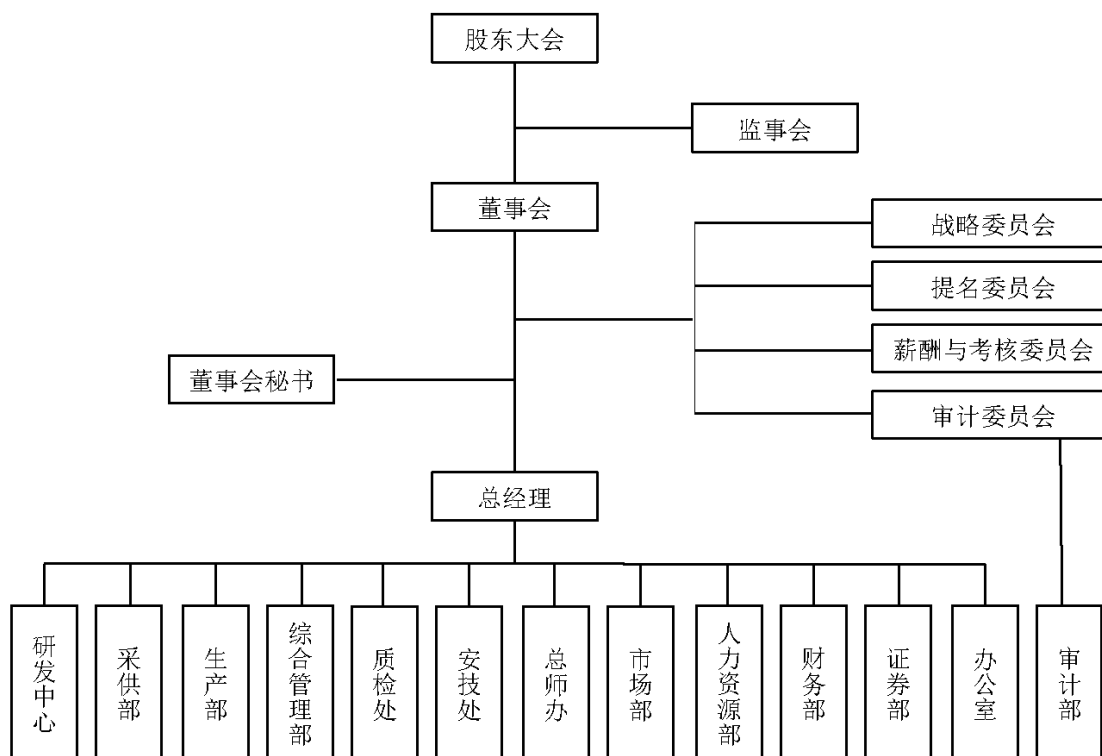 股东大会
监事会
董事会
战略委员会
提名委员会
薪酬与考核委员会
董事会秘书
审计委员会
总经理
研发中心
采供部
生产部
综合管理部
质检处
安技处
总师办
市场部
人力资源部
财务部
证券部
办公室
审计部